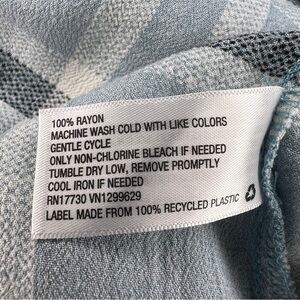 100% RAYON
MACHINE WASH COLD WITH LIKE COLORS
GENTLE CYCLE
ONLY NON-CHLORINE BLEACH IF NEEDED
TUMBLE DRY LOW, REMOVE PROMPTLY
COOL IRON IF NEEDED
RN17730 VN1299629
LABEL MADE FROM 100% RECYCLED PLASTIC